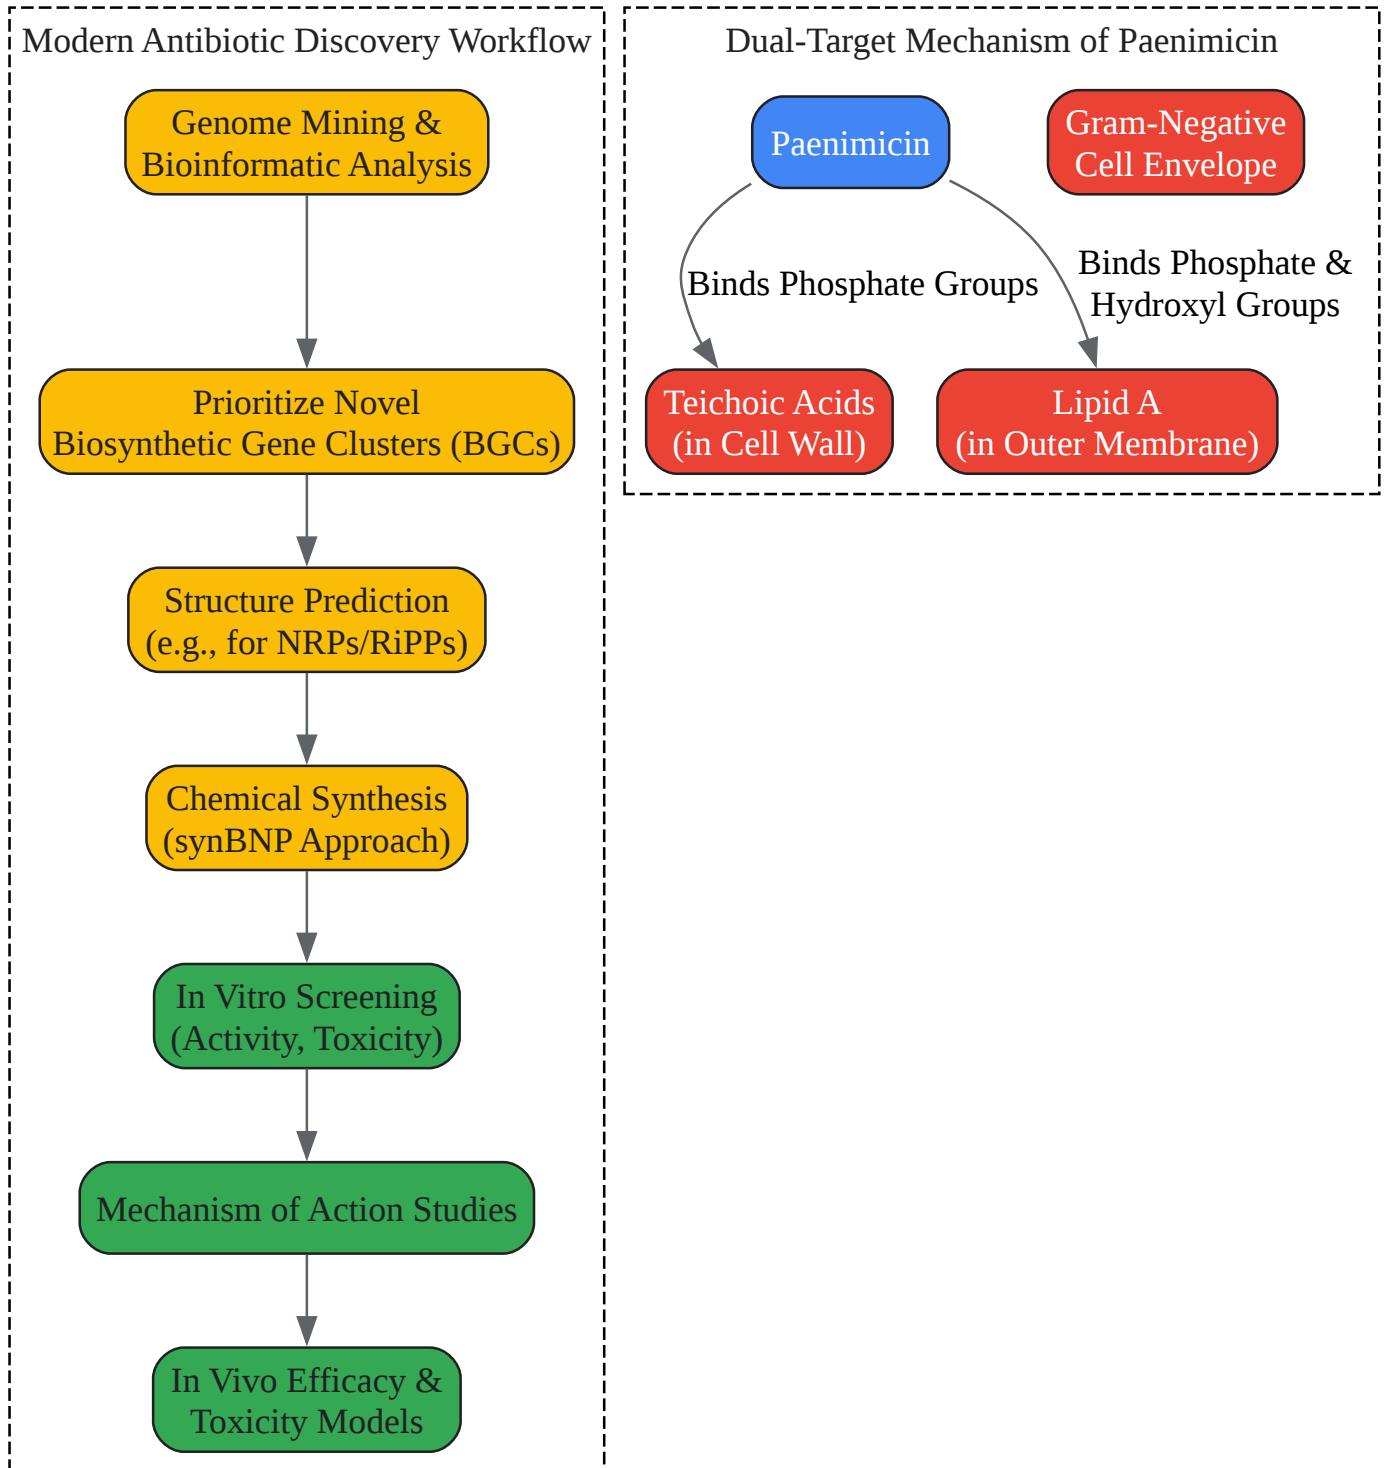 Modern Antibiotic Discovery Workflow
Genome Mining &
Bioinformatic Analysis
Prioritize Novel
Biosynthetic Gene Clusters (BGCs)
Structure Prediction
(e.g., for NRPs/RiPPs)
Chemical Synthesis
(synBNP Approach)
In Vitro Screening
(Activity, Toxicity)
Mechanism of Action Studies
In Vivo Efficacy &
Toxicity Models
Dual-Target Mechanism of Paenimicin
Paenimicin
Gram-Negative
Cell Envelope
Binds Phosphate Groups
Binds Phosphate &
Hydroxyl Groups
Teichoic Acids
(in Cell Wall)
Lipid A
(in Outer Membrane)